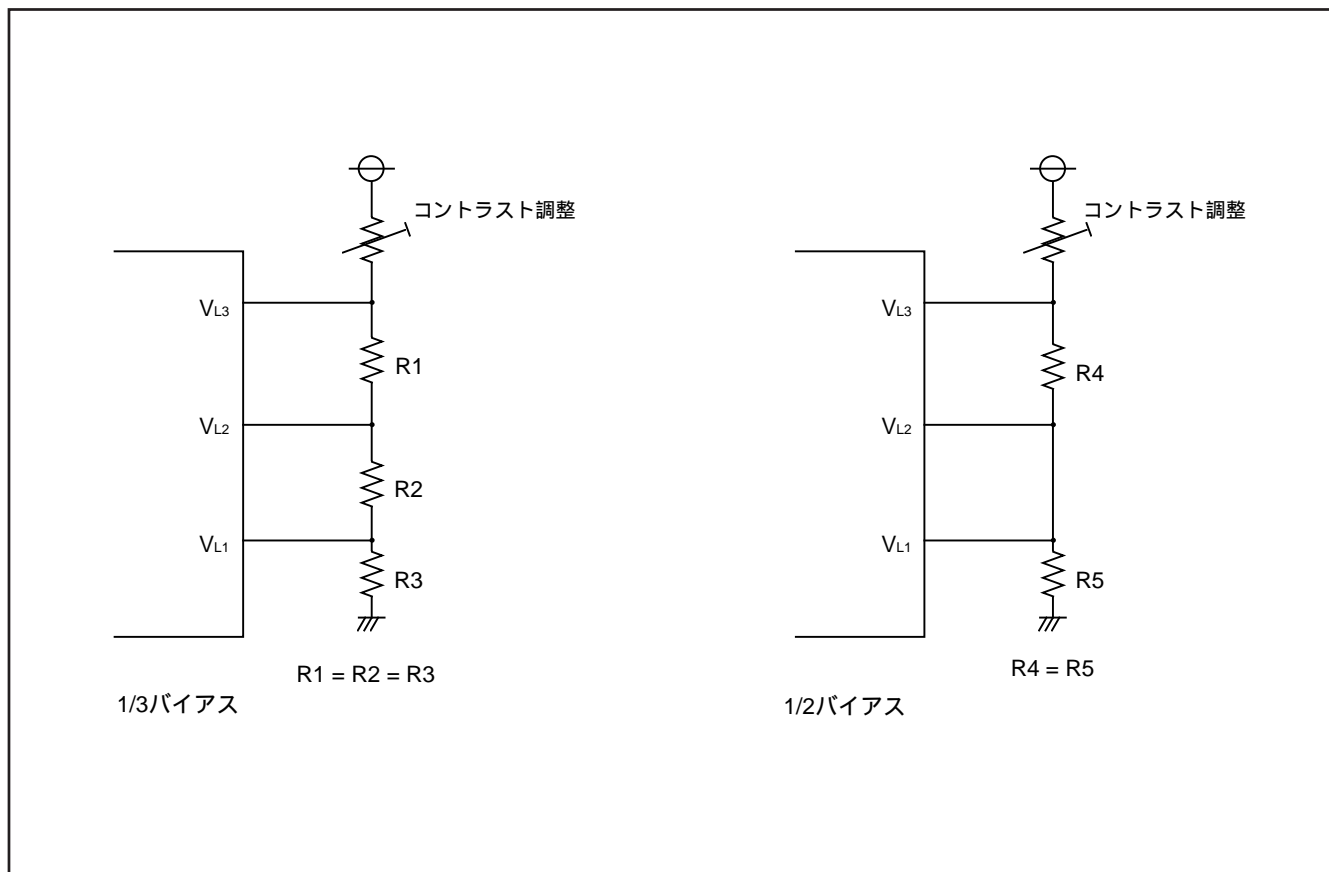 コントラスト調整
VL3
R1
VL2
R2
VL1
R3
R1 = R2 = R3
1/3バイアス
コントラスト調整
VL3
R4
VL2
VL1
R5
R4 = R5
1/2バイアス